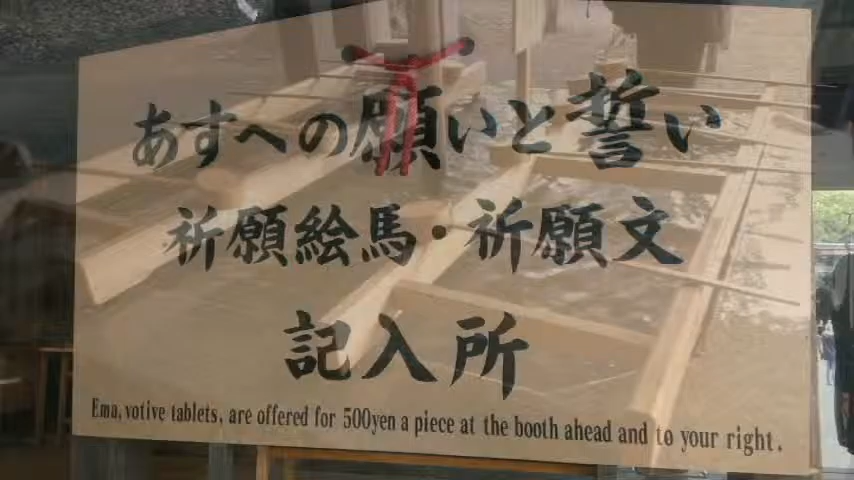 あすへの願いと誓い
祈願絵馬・祈願文
記入所
Ema, votive tablets, are offered for 500yen a piece at the booth ahead and to your right.